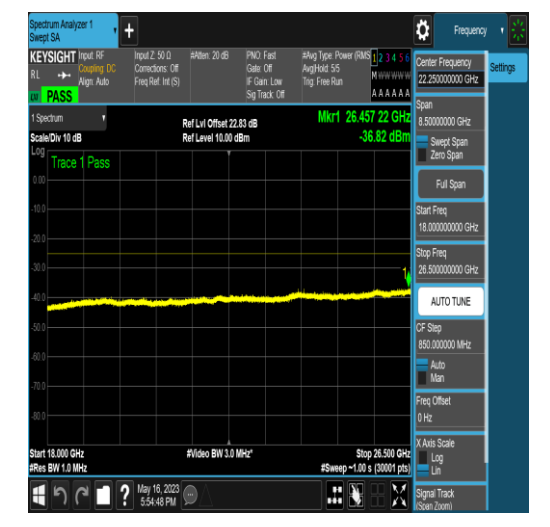 Spectrum Analyzer 1
Swept SA
+
Frequency
KEYSIGHT
RL
PASS
Input: RF
Coupling: DC
Align: Auto
Input Z: 50 Ω
Corrections: Off
Freq Ref: Int (S)
#Atten: 20 dB
PNO: Fast
Gate: Off
IF Gain: Low
Sig Track: Off
#Avg Type: Power (RMS
Avg|Hold: 5/5
Trig: Free Run
1 2 3 4 5 6
M W W W W W
A A A A A A
1 Spectrum
Scale/Div 10 dB
Ref Lvl Offset 22.83 dB
Ref Level 10.00 dBm
Mkr1 26.457 22 GHz
-36.82 dBm
Log
Trace 1 Pass
0.00
-10.0
-20.0
-30.0
-40.0
-50.0
-60.0
-70.0
-80.0
1
Start 18.000 GHz
#Res BW 1.0 MHz
#Video BW 3.0 MHz*
Stop 26.500 GHz
#Sweep ~1.00 s (30001 pts)
?
May 16, 2023
5:54:48 PM
Center Frequency
22.250000000 GHz
Settings
Span
8.50000000 GHz
Swept Span
Zero Span
Full Span
Start Freq
18.000000000 GHz
Stop Freq
26.500000000 GHz
AUTO TUNE
CF Step
850.000000 MHz
Auto
Man
Freq Offset
0 Hz
X Axis Scale
Log
Lin
Signal Track
(Span Zoom)